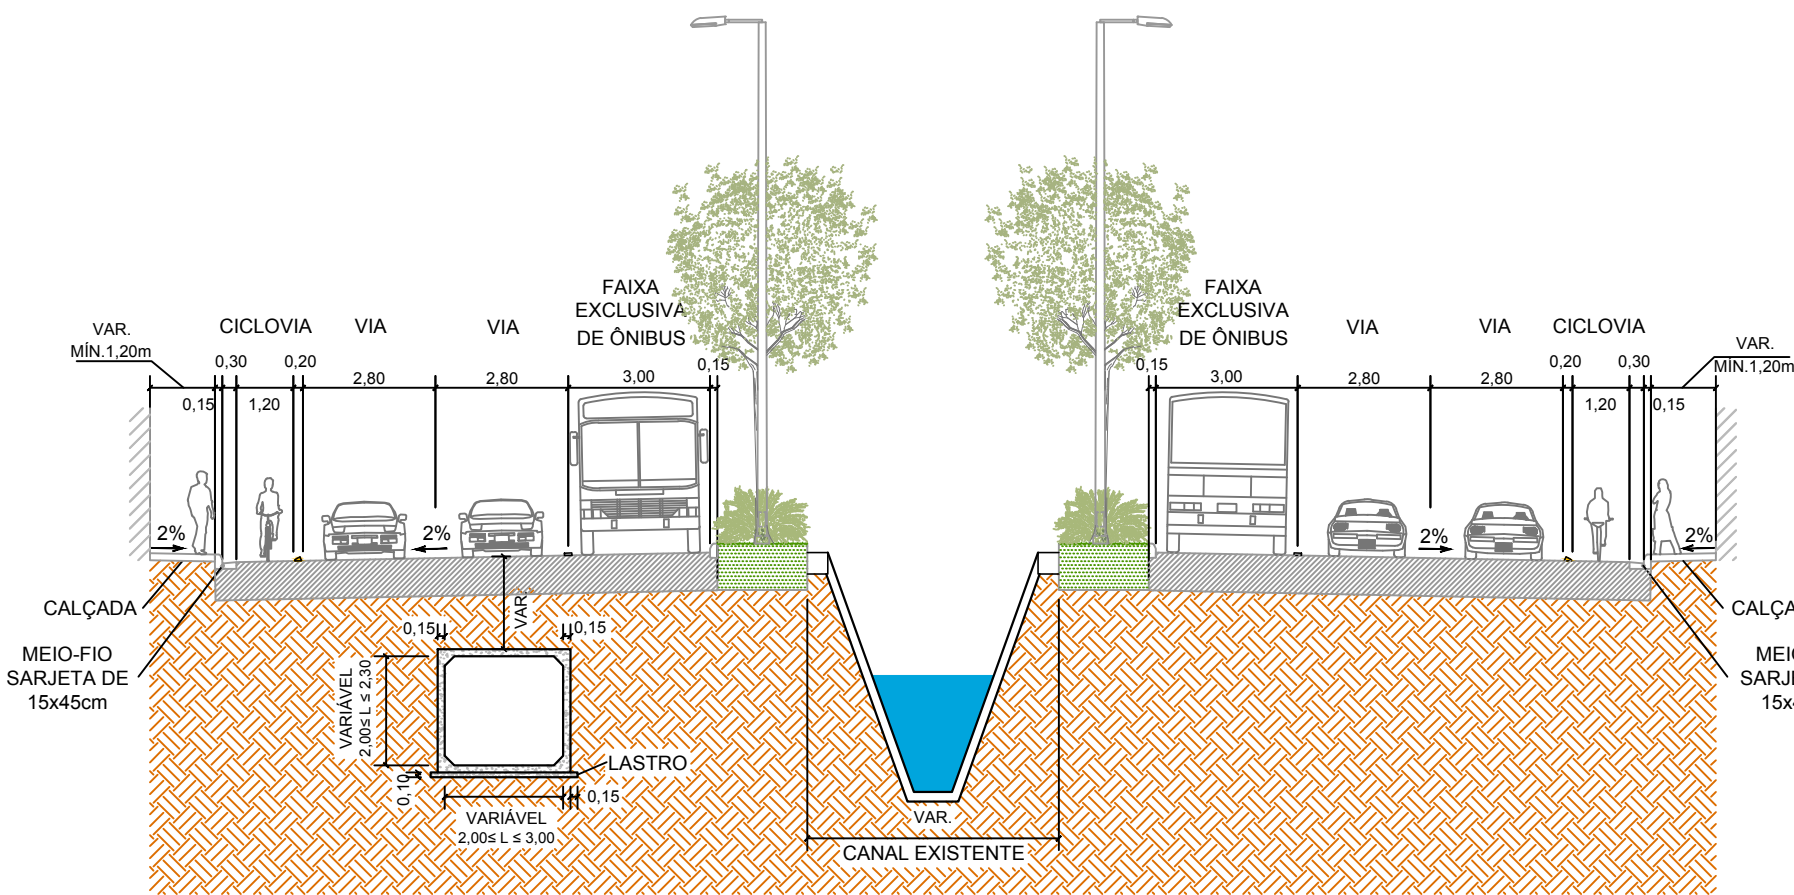 FAIXA
EXCLUSIVA
DE ÔNIBUS
FAIXA
EXCLUSIVA
DE ÔNIBUS
VAR.
MÍN.1,20m
CICLOVIA
VIA
VIA
VIA
VIA
CICLOVIA
VAR.
MÍN.1,20m
0,30
0,20
2,80
2,80
3,00
0,15
0,15
3,00
2,80
2,80
0,20
0,30
0,15
1,20
1,20
0,15
2%
2%
2%
2%
CALÇADA
MEIO-FIO
SARJETA DE
15x45cm
VAR.
0,15
0,15
VARIÁVEL
2,00≤ L ≤ 2,30
0,10
LASTRO
0,15
VARIÁVEL
2,00≤ L ≤ 3,00
VAR.
CANAL EXISTENTE
CALÇA
MEIO
SARJE
15x4